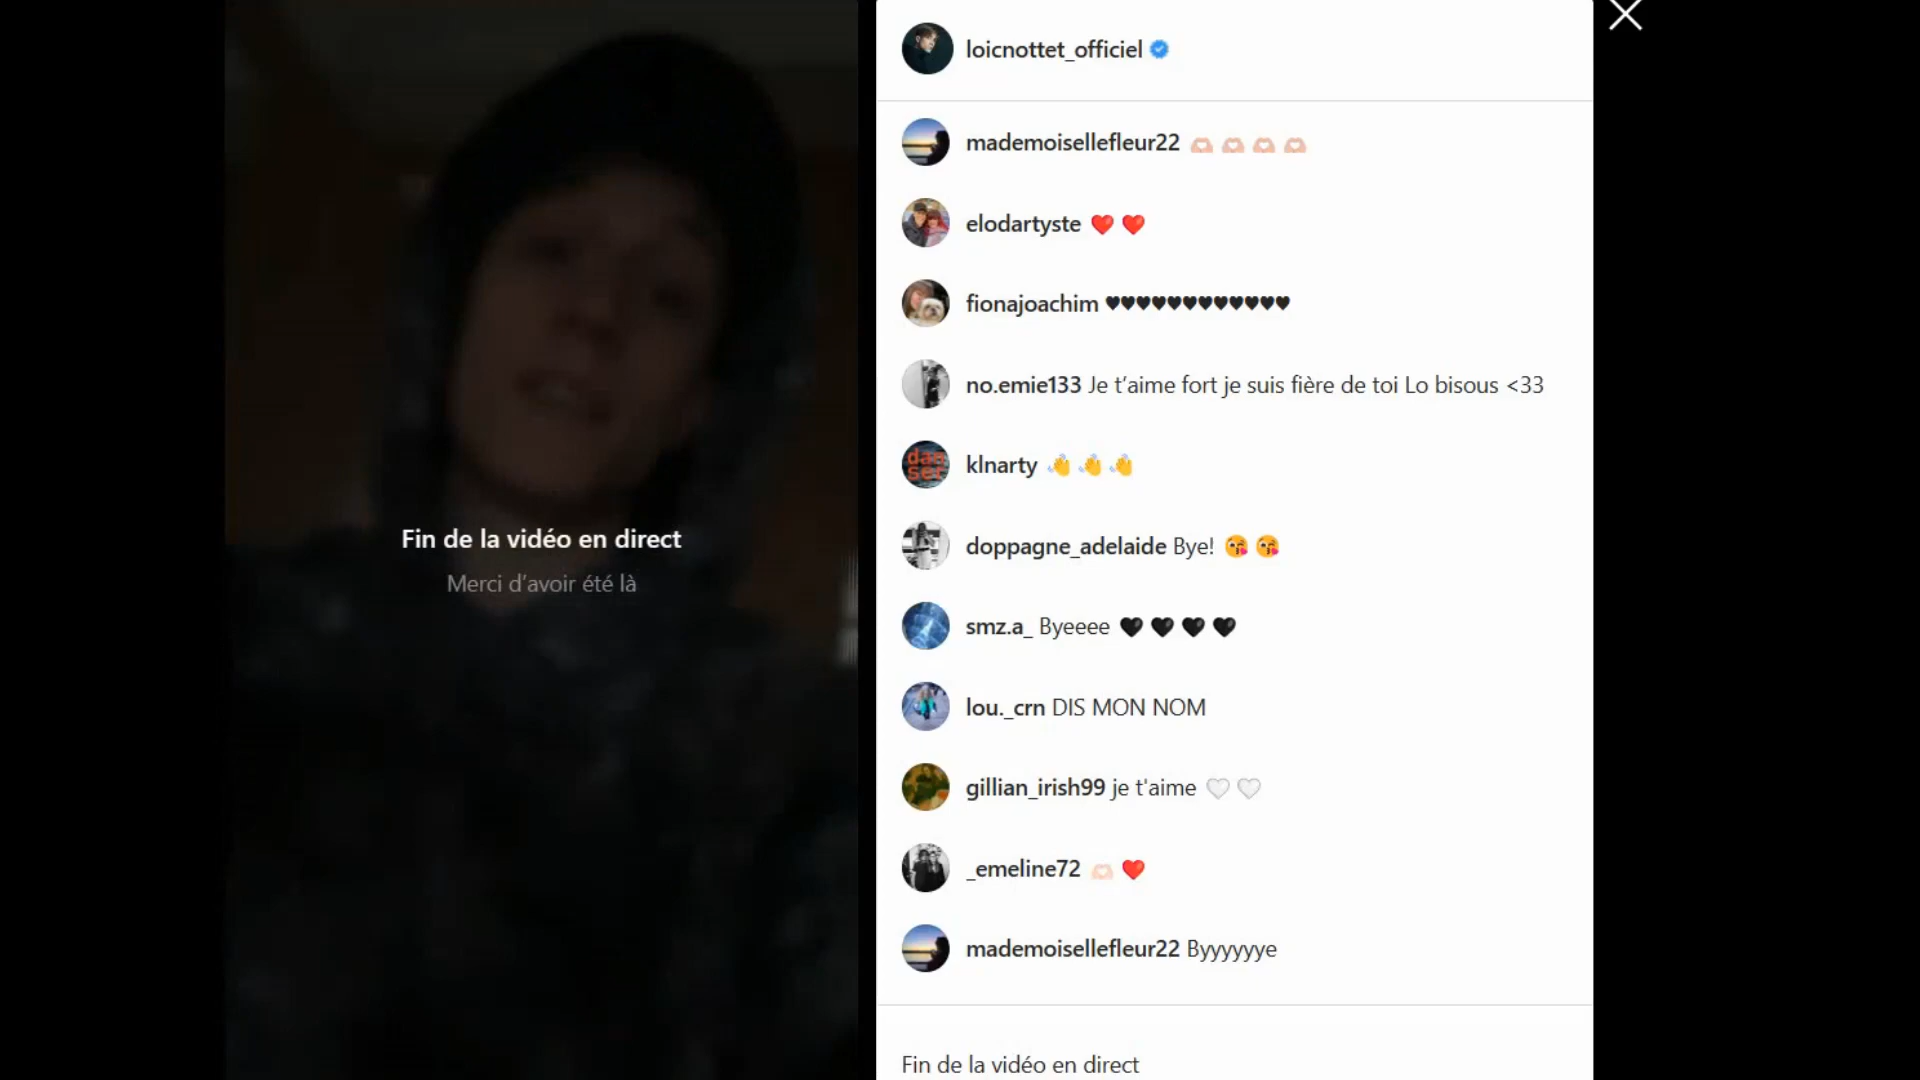 Fin de la vidéo en direct
Merci d’avoir été là
loicnottet_officiel
mademoisellefleur22 🫶🏻 🫶🏻 🫶🏻 🫶🏻
elodartyste ❤️ ❤️
fionajoachim ♥♥♥♥♥♥♥♥♥♥♥♥
no.emie133 Je t’aime fort je suis fière de toi Lo bisous <33
klnarty 👏 👏 👏
doppagne_adelaide Bye! 😘 😘
smz.a_ Byeeee 🖤 🖤 🖤 🖤
lou._crn DIS MON NOM
gillian_irish99 je t'aime 🤍 🤍
_emeline72 🫶🏻 ❤️
mademoisellefleur22 Byyyyyye
Fin de la vidéo en direct